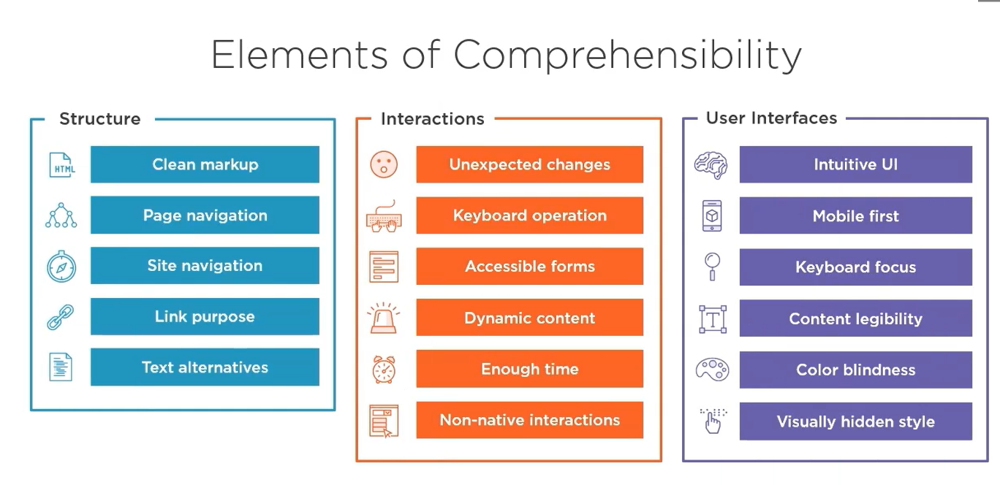 Elements of Comprehensibility
Structure
HTML
Clean markup
Page navigation
Site navigation
Link purpose
Text alternatives
Interactions
Unexpected changes
Keyboard operation
Accessible forms
Dynamic content
Enough time
Non-native interactions
User Interfaces
Intuitive UI
Mobile first
Keyboard focus
T
Content legibility
Color blindness
Visually hidden style